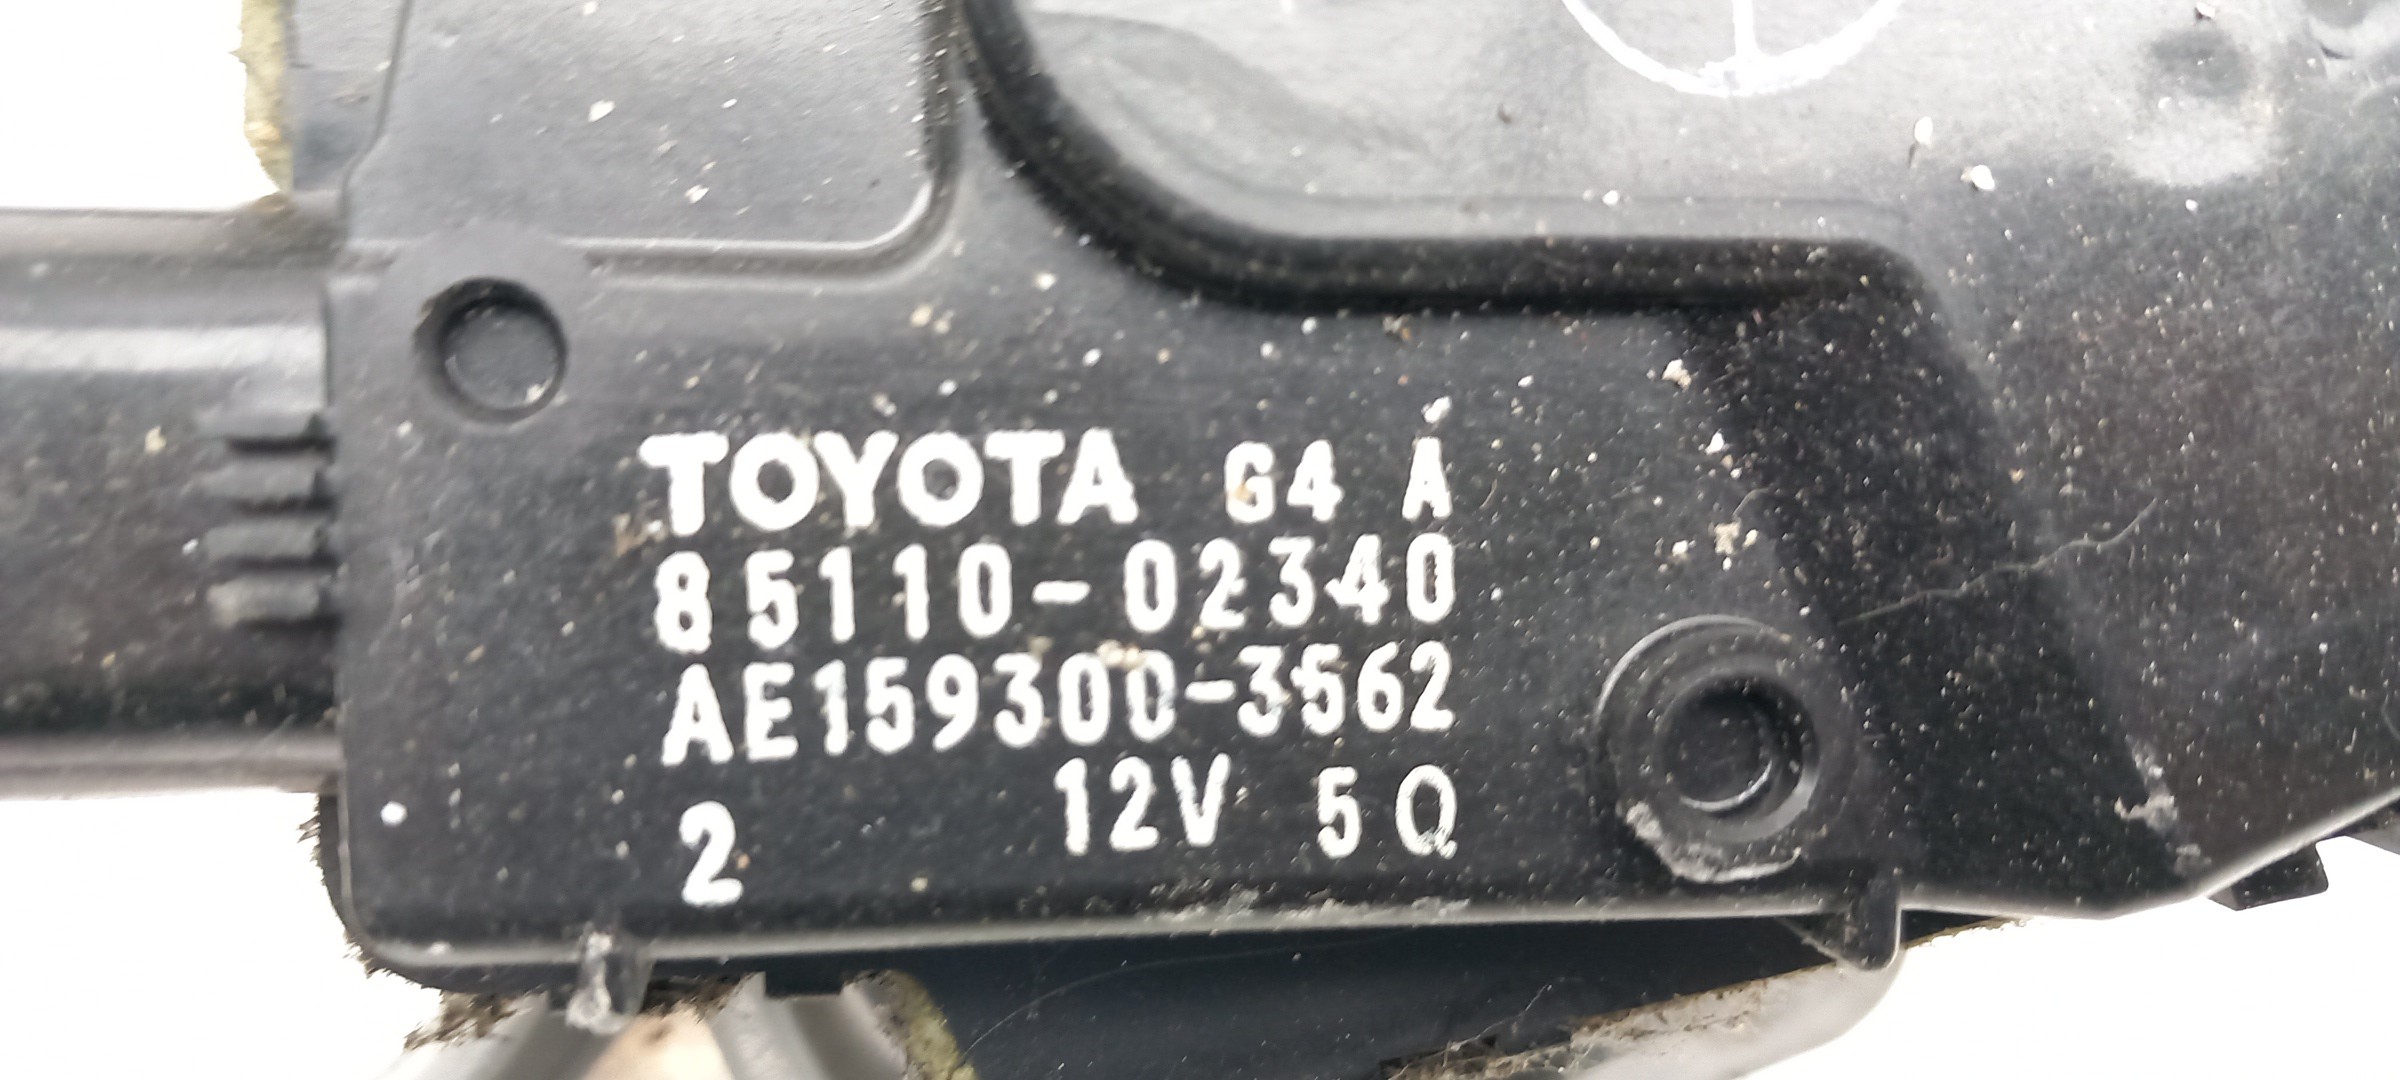 TOYOTA G4 A
85110-02340
AE159300-3562
2 12V 5Q